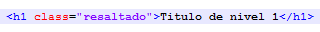 <h1 class="resaltado">Titulo de nivel 1</h1>